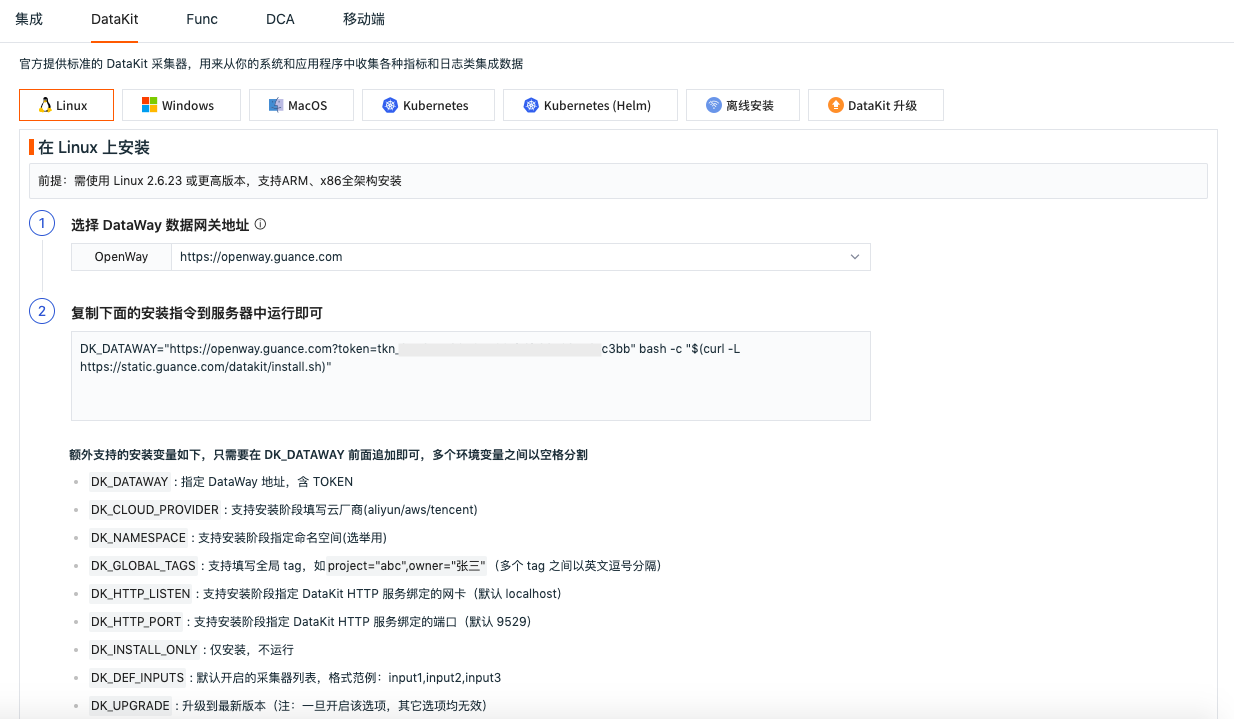 集成 DataKit Func DCA 移动端
官方提供标准的 DataKit 采集器，用来从你的系统和应用程序中收集各种指标和日志类集成数据
Linux Windows MacOS Kubernetes Kubernetes (Helm) 离线安装 DataKit 升级
在 Linux 上安装
前提：需使用 Linux 2.6.23 或更高版本，支持ARM、x86全架构安装
1 选择 DataWay 数据网关地址
OpenWay https://openway.guance.com
2 复制下面的安装指令到服务器中运行即可
DK_DATAWAY="https://openway.guance.com?token=tkn_ c3bb" bash -c "$(curl -L
https://static.guance.com/datakit/install.sh)"
额外支持的安装变量如下，只需要在 DK_DATAWAY 前面追加即可，多个环境变量之间以空格分割
DK_DATAWAY : 指定 DataWay 地址，含 TOKEN
DK_CLOUD_PROVIDER : 支持安装阶段填写云厂商(aliyun/aws/tencent)
DK_NAMESPACE : 支持安装阶段指定命名空间(选举用)
DK_GLOBAL_TAGS : 支持填写全局 tag，如 project="abc",owner="张三"（多个 tag 之间以英文逗号分隔）
DK_HTTP_LISTEN : 支持安装阶段指定 DataKit HTTP 服务绑定的网卡（默认 localhost）
DK_HTTP_PORT : 支持安装阶段指定 DataKit HTTP 服务绑定的端口（默认 9529）
DK_INSTALL_ONLY : 仅安装，不运行
DK_DEF_INPUTS : 默认开启的采集器列表，格式范例：input1,input2,input3
DK_UPGRADE : 升级到最新版本（注：一旦开启该选项，其它选项均无效）